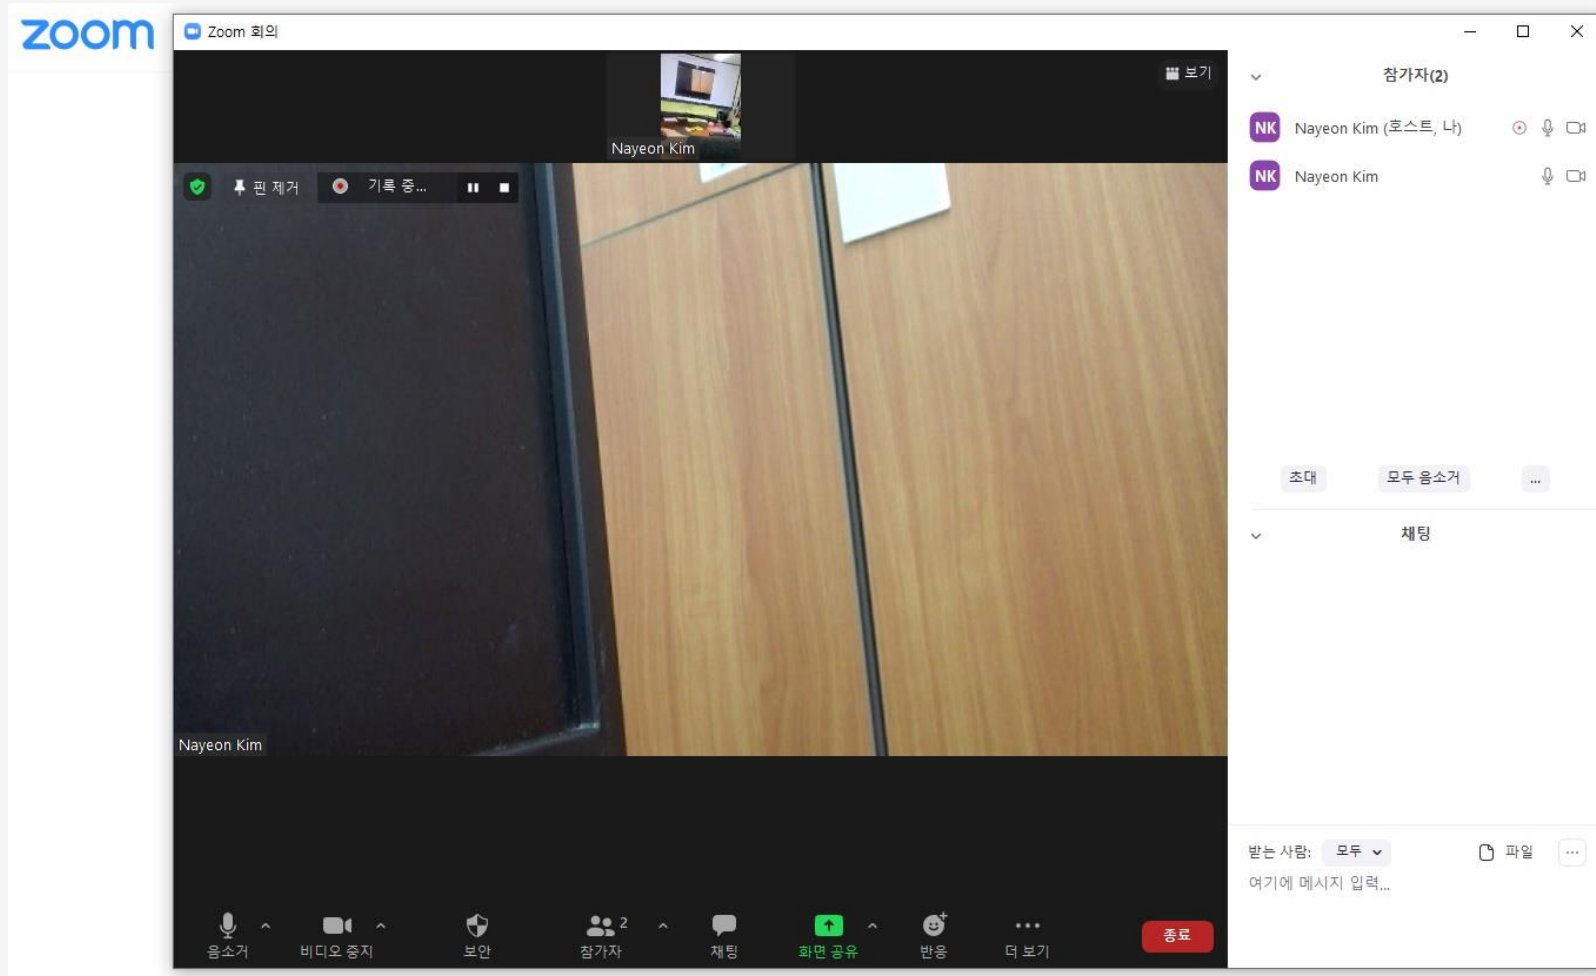 zoom
Zoom 회의
보기
Nayeon Kim
핀 제거
기록 중...
Nayeon Kim
음소거
비디오 중지
보안
2
참가자
채팅
화면 공유
반응
더 보기
종료
참가자(2)
NK Nayeon Kim (호스트, 나)
NK Nayeon Kim
초대 모두 음소거 ...
채팅
받는 사람: 모두 파일 ...
여기에 메시지 입력...